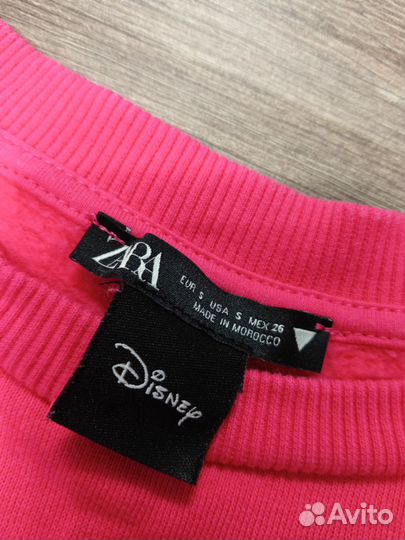 ZARA
EUR S USA S MEX 26
MADE IN MOROCCO
Disney
Avito